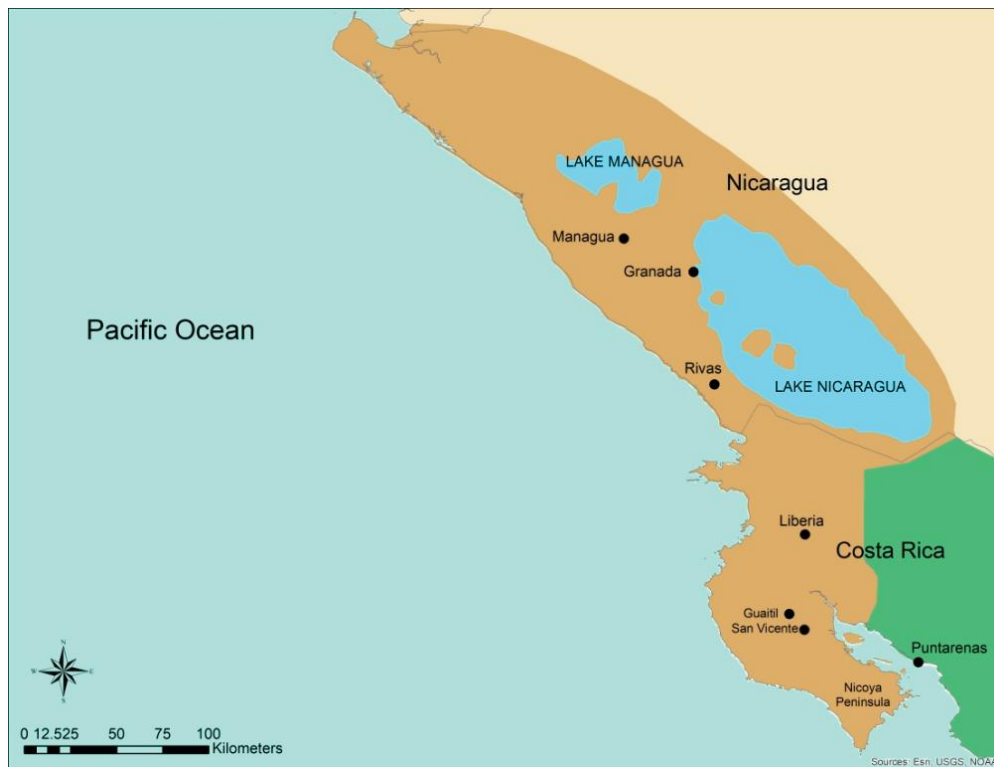 LAKE MANAGUA
Nicaragua
Managua
Granada
Pacific Ocean
Rivas
LAKE NICARAGUA
Liberia
Costa Rica
Guaitil
San Vicente
Puntarenas
Nicoya
Peninsula
N
W E
S
0 12.525 50 75 100
Kilometers
Sources: Esri, USGS, NOAA